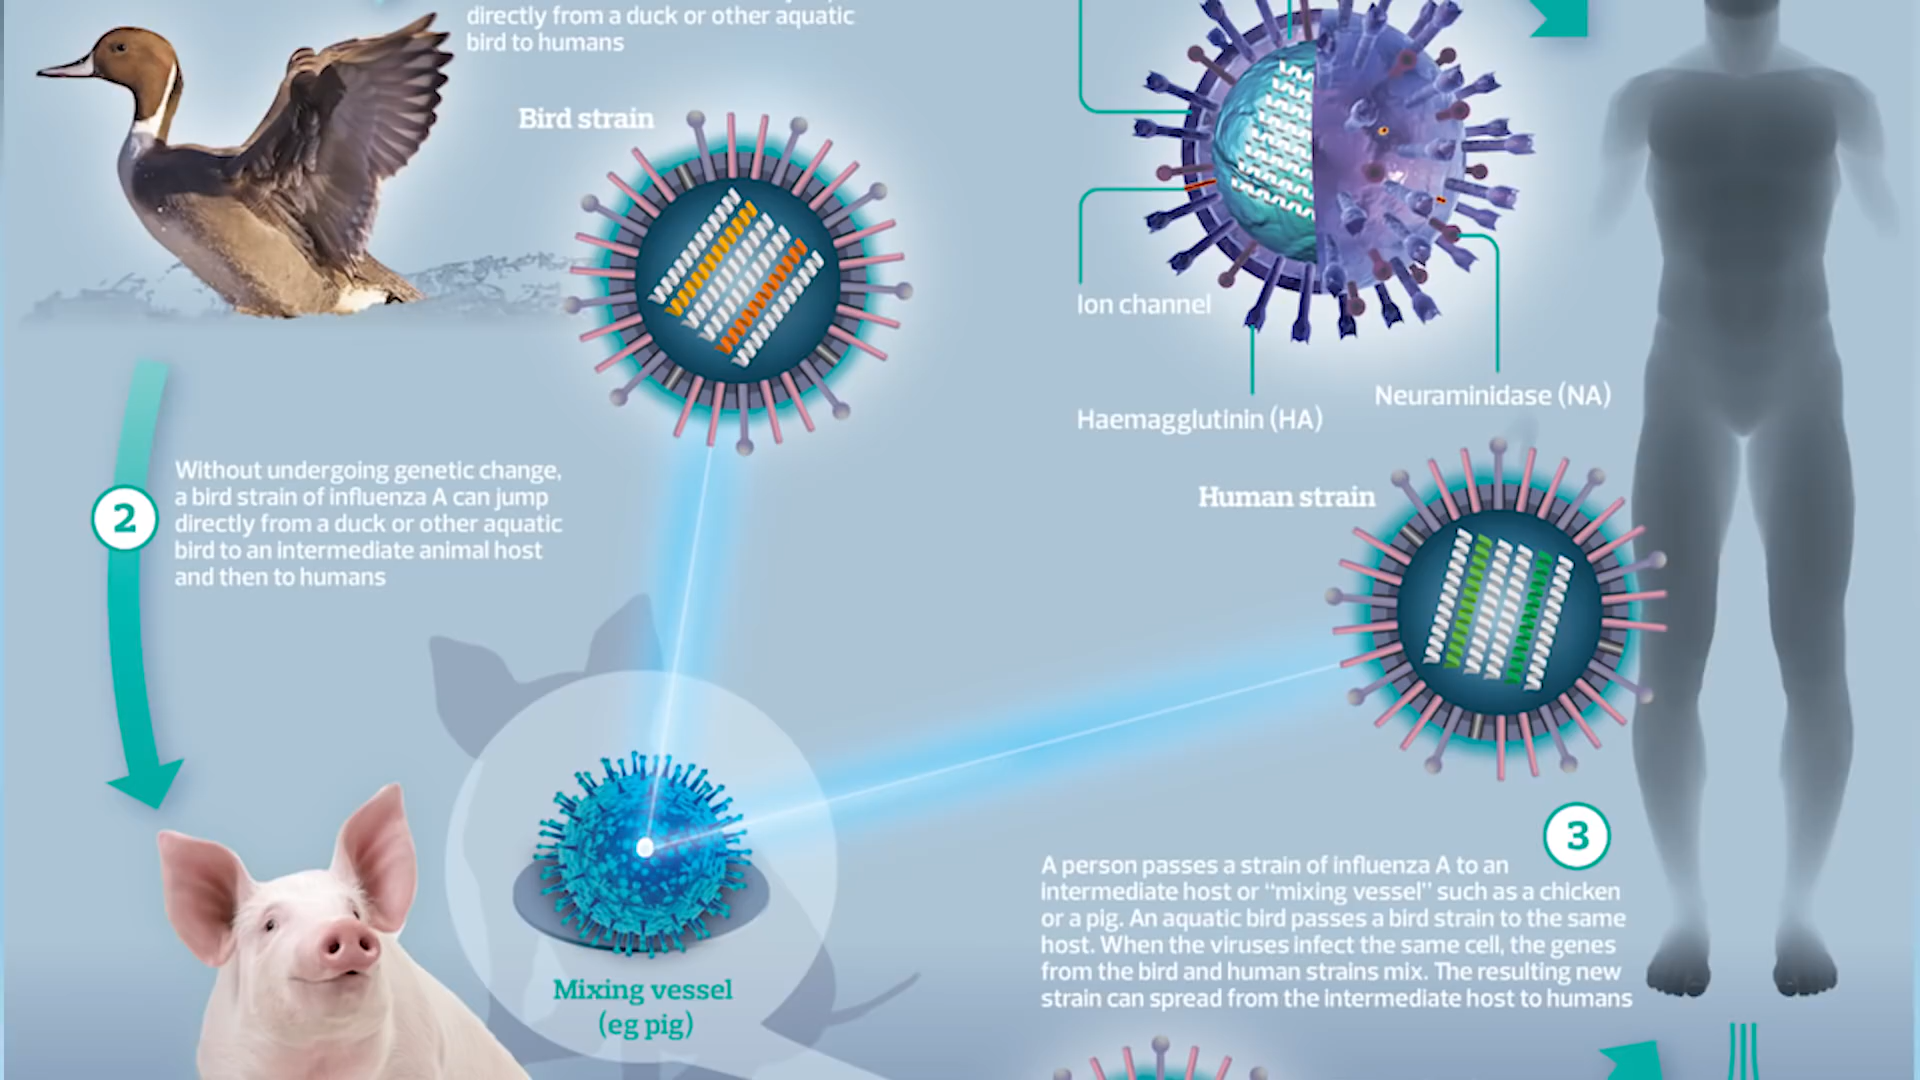 directly from a duck or other aquatic
bird to humans
Bird strain
Ion channel
Haemagglutinin (HA)
Neuraminidase (NA)
Human strain
2
Without undergoing genetic change,
a bird strain of influenza A can jump
directly from a duck or other aquatic
bird to an intermediate animal host
and then to humans
3
A person passes a strain of influenza A to an
intermediate host or “mixing vessel” such as a chicken
or a pig. An aquatic bird passes a bird strain to the same
host. When the viruses infect the same cell, the genes
from the bird and human strains mix. The resulting new
strain can spread from the intermediate host to humans
Mixing vessel
(eg pig)